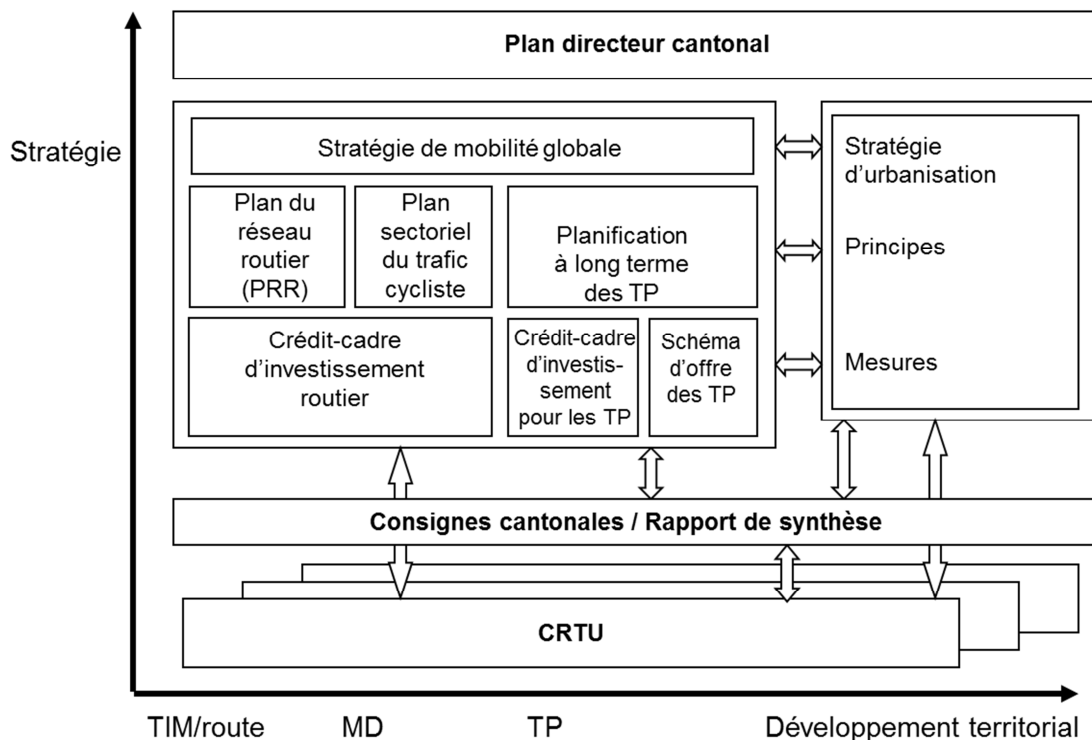 Plan directeur cantonal
Stratégie
Stratégie de mobilité globale
Plan du
réseau
routier
(PRR)
Plan
sectoriel
du trafic
cycliste
Planification
à long terme
des TP
Crédit-cadre
d'investissement
routier
Crédit-cadre
d'investis-
sement
pour les TP
Schéma
d'offre
des TP
Stratégie
d'urbanisation
Principes
Mesures
Consignes cantonales / Rapport de synthèse
CRTU
TIM/route
MD
TP
Développement territorial